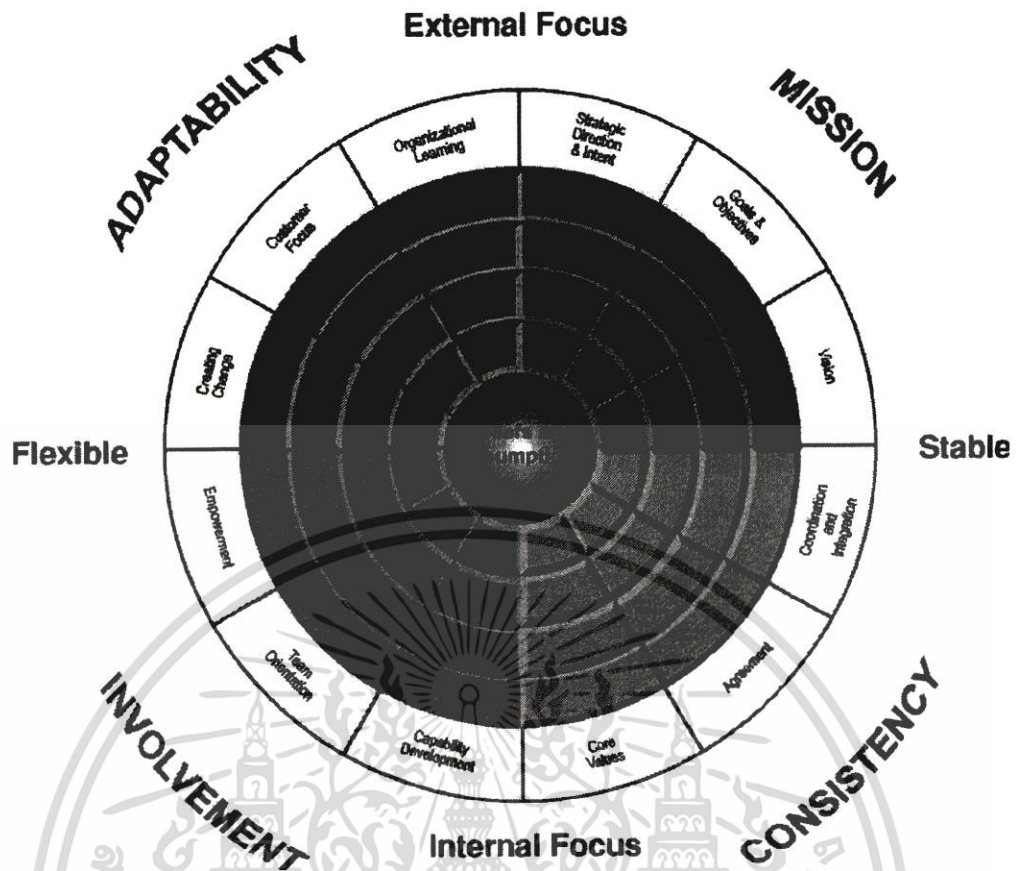 External Focus
ADAPTABILITY
MISSION
Organizational
Learning
Strategic
Direction
& Intent
Customer
Focus
Goals &
Objectives
Creating
Change
Vision
Flexible
Stable
Empowerment
Coordination
and
Integration
Team
Orientation
Agreement
Capability
Development
Core
Values
INVOLVEMENT
CONSISTENCY
Internal Focus